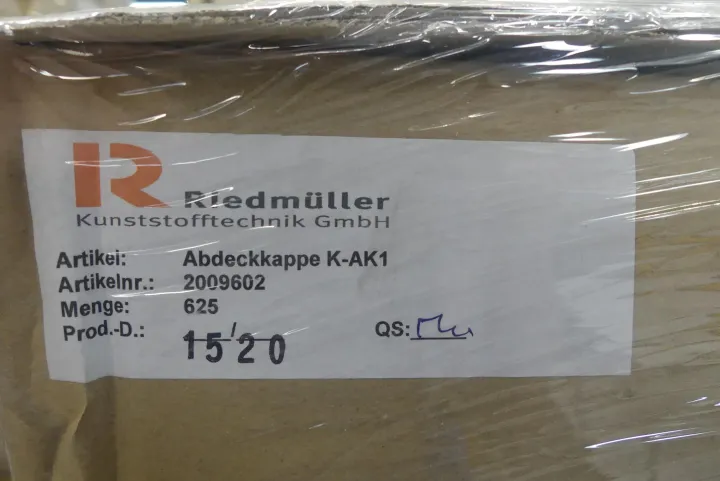 R
Riedmüller
Kunststofftechnik GmbH
Artikel: Abdeckkappe K-AK1
Artikelnr.: 2009602
Menge: 625
Prod.-D.: 15/20 QS: